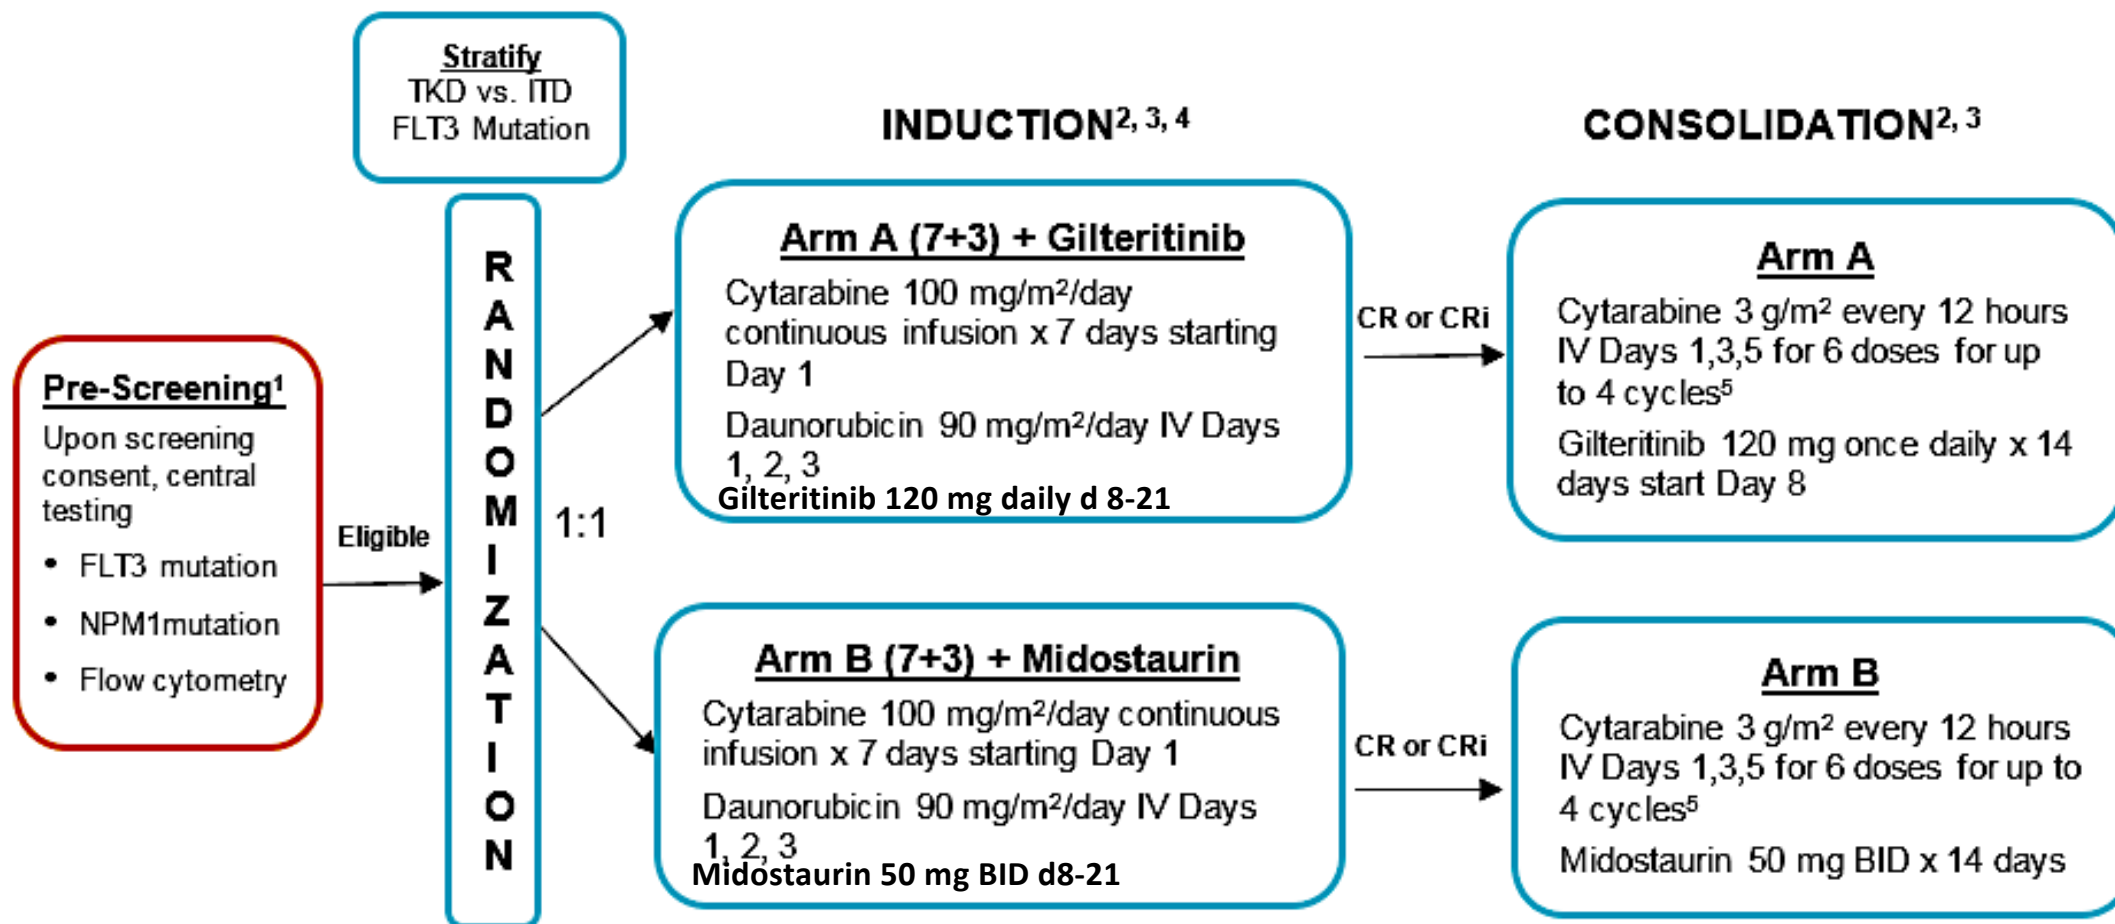 Stratify
TKD vs. ITD
FLT3 Mutation
INDUCTION2, 3, 4
CONSOLIDATION2, 3
Pre-Screening1
Upon screening
consent, central
testing
• FLT3 mutation
• NPM1mutation
• Flow cytometry
Eligible
RANDOMIZATION
1:1
Arm A (7+3) + Gilteritinib
Cytarabine 100 mg/m²/day
continuous infusion x 7 days starting
Day 1
Daunorubicin 90 mg/m²/day IV Days
1, 2, 3
Gilteritinib 120 mg daily d 8-21
CR or CRi
Arm A
Cytarabine 3 g/m² every 12 hours
IV Days 1,3,5 for 6 doses for up
to 4 cycles5
Gilteritinib 120 mg once daily x 14
days start Day 8
Arm B (7+3) + Midostaurin
Cytarabine 100 mg/m²/day continuous
infusion x 7 days starting Day 1
Daunorubicin 90 mg/m²/day IV Days
1, 2, 3
Midostaurin 50 mg BID d8-21
CR or CRi
Arm B
Cytarabine 3 g/m² every 12 hours
IV Days 1,3,5 for 6 doses for up to
4 cycles5
Midostaurin 50 mg BID x 14 days